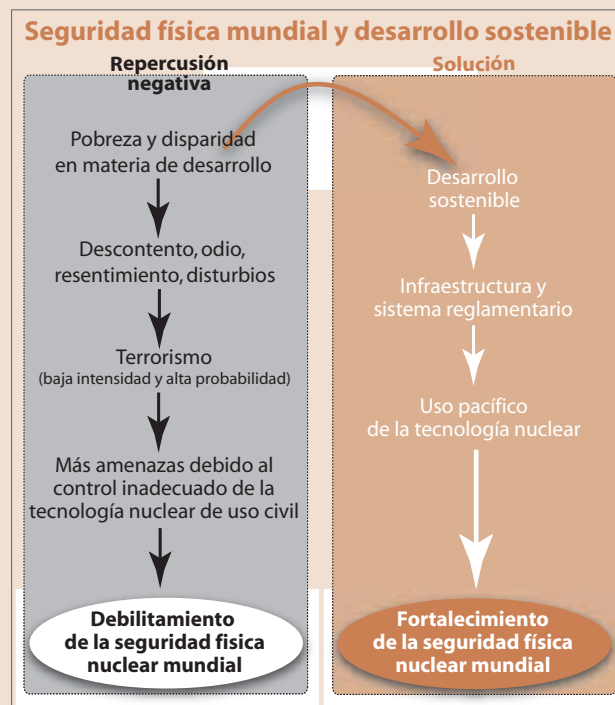 Seguridad física mundial y desarrollo sostenible
Repercusión
negativa
Pobreza y disparidad
en materia de desarrollo
Descontento, odio,
resentimiento, disturbios
Terrorismo
(baja intensidad y alta probabilidad)
Más amenazas debido al
control inadecuado de la
tecnología nuclear de uso civil
Debilitamiento
de la seguridad fisica
nuclear mundial
Solución
Desarrollo
sostenible
Infraestructura y
sistema reglamentario
Uso pacífico
de la tecnología nuclear
Fortalecimiento
de la seguridad física
nuclear mundial